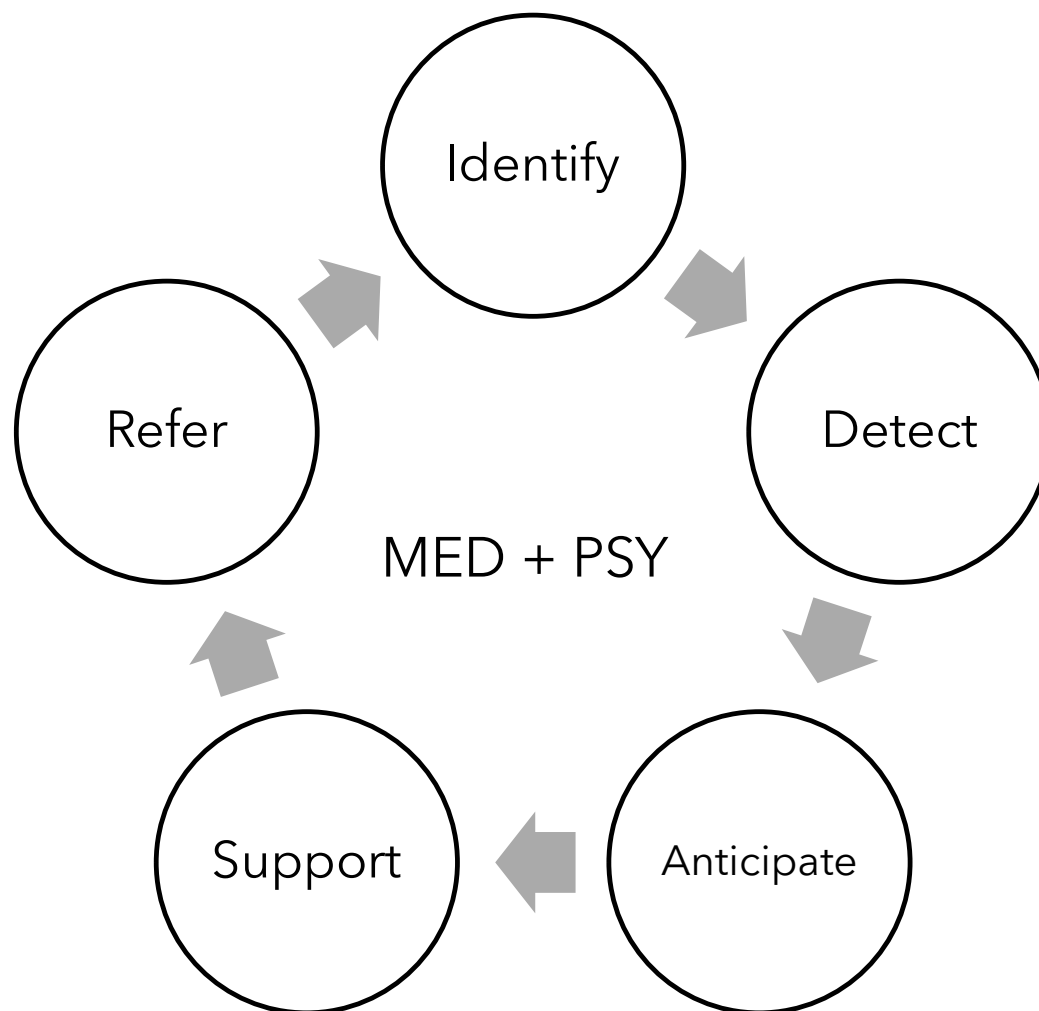 Identify
Refer
Detect
MED + PSY
Support
Anticipate